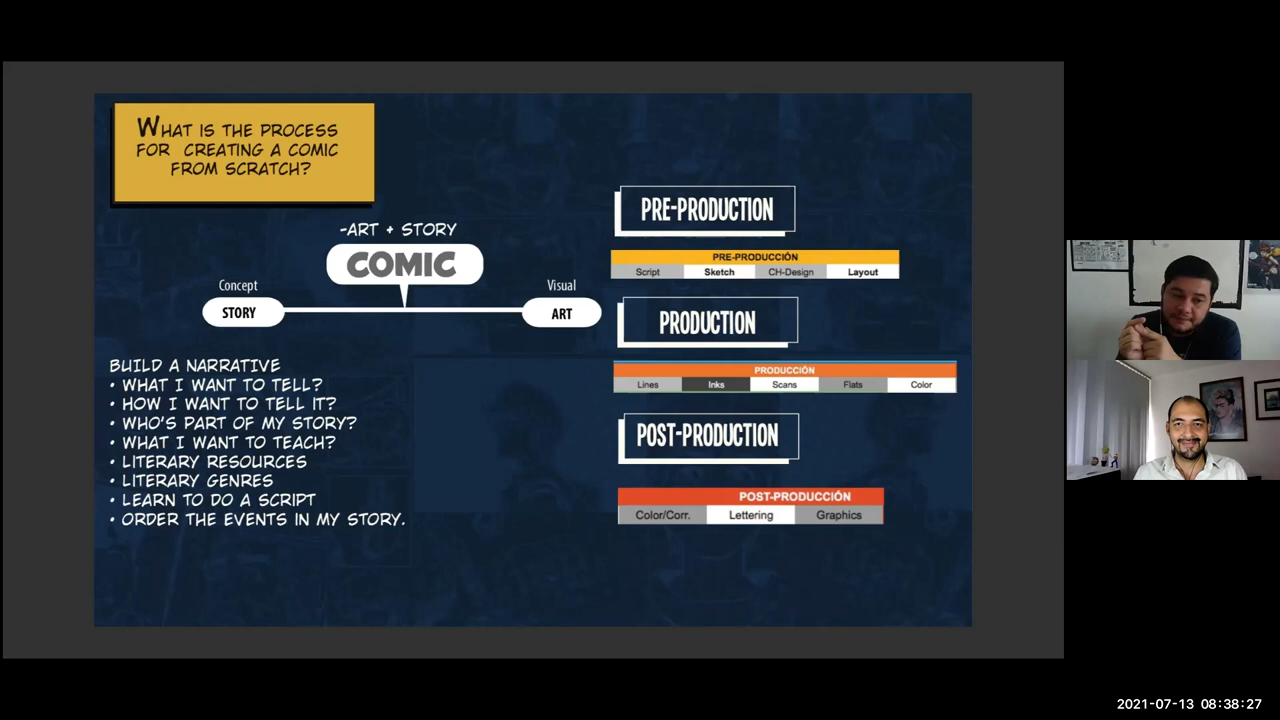 WHAT IS THE PROCESS
FOR CREATING A COMIC
FROM SCRATCH?
-ART + STORY
COMIC
Concept
STORY
Visual
ART
BUILD A NARRATIVE
• WHAT I WANT TO TELL?
• HOW I WANT TO TELL IT?
• WHO'S PART OF MY STORY?
• WHAT I WANT TO TEACH?
• LITERARY RESOURCES
• LITERARY GENRES
• LEARN TO DO A SCRIPT
• ORDER THE EVENTS IN MY STORY.
PRE-PRODUCTION
PRE-PRODUCCIÓN
Script Sketch CH-Design Layout
PRODUCTION
PRODUCCIÓN
Lines Inks Scans Flats Color
POST-PRODUCTION
POST-PRODUCCIÓN
Color/Corr. Lettering Graphics
2021-07-13 08:38:27